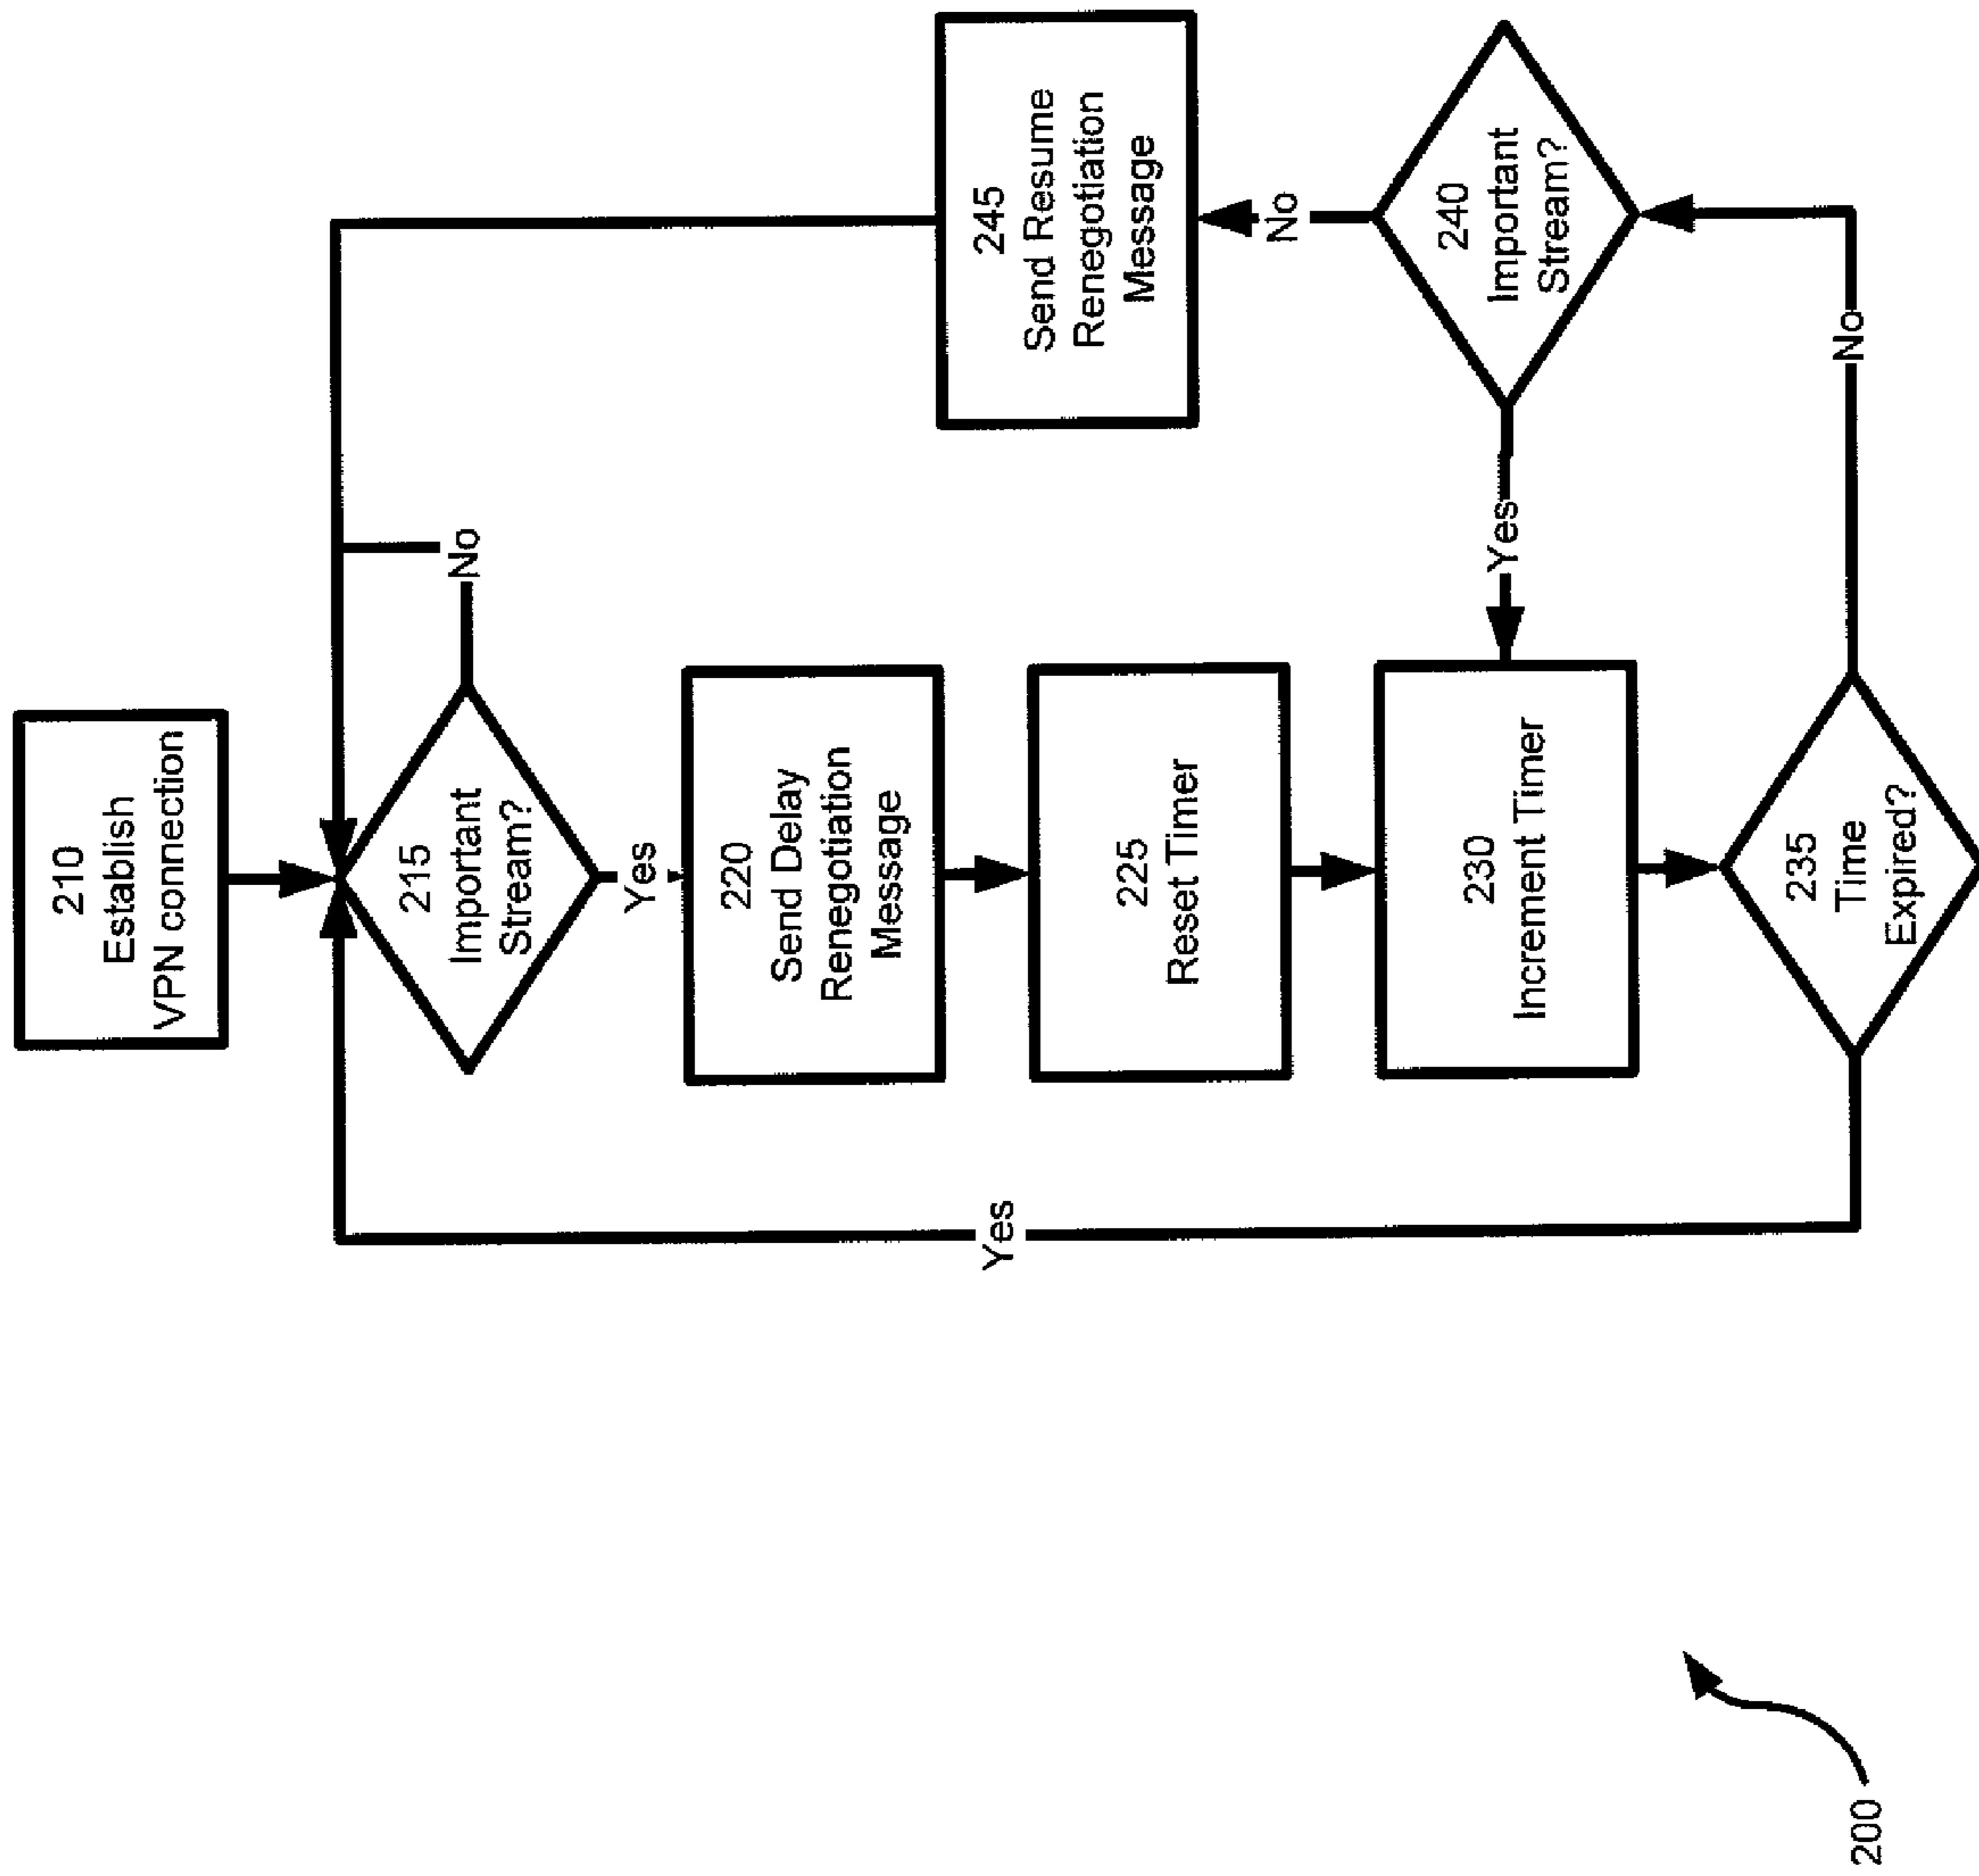 210
Establish
VPN connection
No
215
Important
Stream?
Yes
220
Send Delay
Renegotiation
Message
245
Send Resume
Renegotiation
Message
225
Reset Timer
Yes
No
230
Increment Timer
Yes
240
Important
Stream?
235
Time
Expired?
No
200